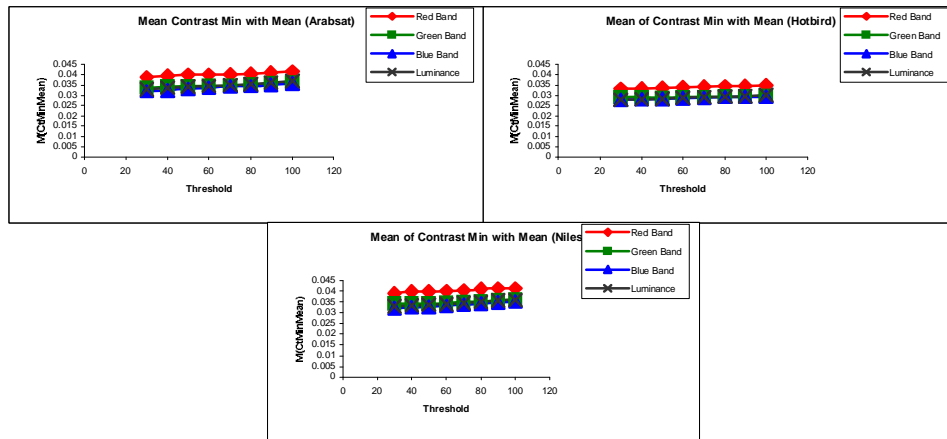 Mean Contrast Min with Mean (Arabsat)
Red Band
Green Band
Blue Band
Luminance
M(CtMinMean)
0.045
0.04
0.035
0.03
0.025
0.02
0.015
0.01
0.005
0
0 20 40 60 80 100 120
Threshold
Mean of Contrast Min with Mean (Hotbird)
Red Band
Green Band
Blue Band
Luminance
M(CtMinMean)
0.045
0.04
0.035
0.03
0.025
0.02
0.015
0.01
0.005
0
0 20 40 60 80 100 120
Threshold
Mean of Contrast Min with Mean (Niles
Red Band
Green Band
Blue Band
Luminance
M(CtMinMean)
0.045
0.04
0.035
0.03
0.025
0.02
0.015
0.01
0.005
0
0 20 40 60 80 100 120
Threshold